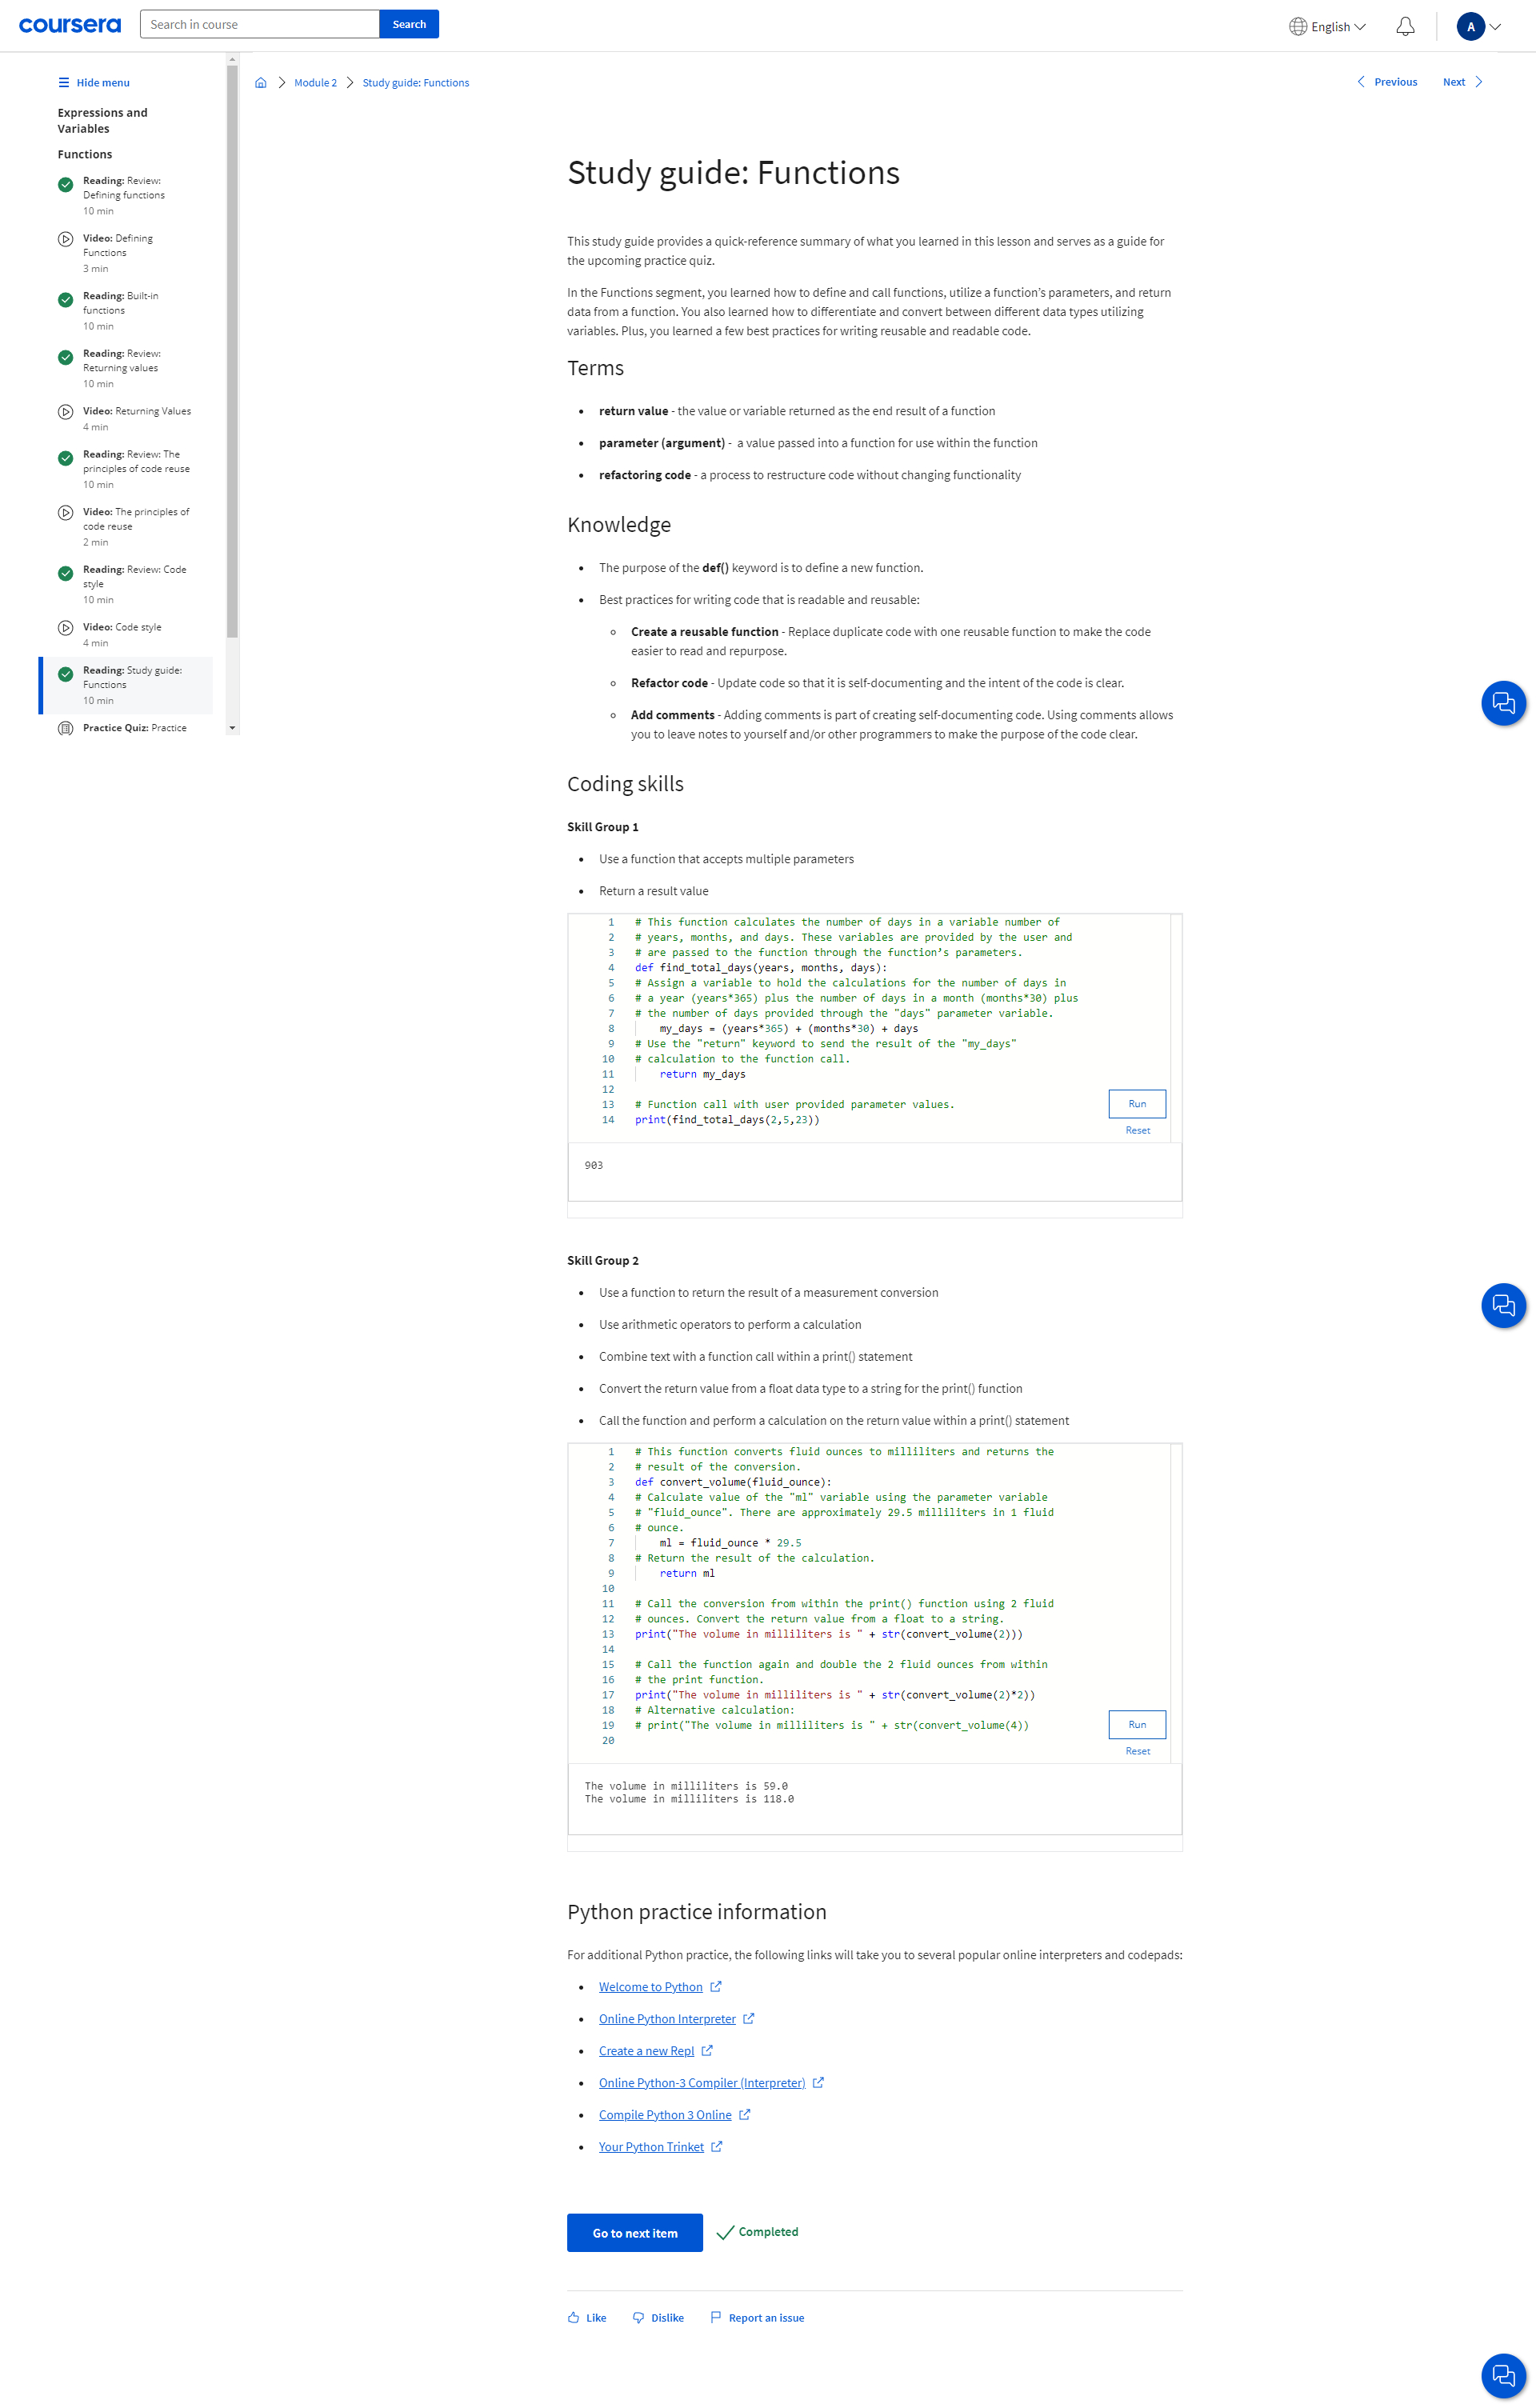 coursera
Search in course
Search
English
A
Hide menu
Expressions and
Variables
Functions
Reading: Review:
Defining functions
10 min
Video: Defining
Functions
3 min
Reading: Built-in
functions
10 min
Reading: Review:
Returning values
10 min
Video: Returning Values
4 min
Reading: Review: The
principles of code reuse
10 min
Video: The principles of
code reuse
2 min
Reading: Review: Code
style
10 min
Video: Code style
4 min
Reading: Study guide:
Functions
10 min
Practice Quiz: Practice
Module 2
Study guide: Functions
Previous
Next
Study guide: Functions
This study guide provides a quick-reference summary of what you learned in this lesson and serves as a guide for
the upcoming practice quiz.
In the Functions segment, you learned how to define and call functions, utilize a function’s parameters, and return
data from a function. You also learned how to differentiate and convert between different data types utilizing
variables. Plus, you learned a few best practices for writing reusable and readable code.
Terms
• return value - the value or variable returned as the end result of a function
• parameter (argument) - a value passed into a function for use within the function
• refactoring code - a process to restructure code without changing functionality
Knowledge
• The purpose of the def() keyword is to define a new function.
• Best practices for writing code that is readable and reusable:
○ Create a reusable function - Replace duplicate code with one reusable function to make the code
easier to read and repurpose.
○ Refactor code - Update code so that it is self-documenting and the intent of the code is clear.
○ Add comments - Adding comments is part of creating self-documenting code. Using comments allows
you to leave notes to yourself and/or other programmers to make the purpose of the code clear.
Coding skills
Skill Group 1
• Use a function that accepts multiple parameters
• Return a result value
1 # This function calculates the number of days in a variable number of
2 # years, months, and days. These variables are provided by the user and
3 # are passed to the function through the function’s parameters.
4 def find_total_days(years, months, days):
5 # Assign a variable to hold the calculations for the number of days in
6 # a year (years*365) plus the number of days in a month (months*30) plus
7 # the number of days provided through the "days" parameter variable.
8     my_days = (years*365) + (months*30) + days
9 # Use the "return" keyword to send the result of the "my_days"
10 # calculation to the function call.
11     return my_days
12
13 # Function call with user provided parameter values.
14 print(find_total_days(2,5,23))
Run
Reset
903
Skill Group 2
• Use a function to return the result of a measurement conversion
• Use arithmetic operators to perform a calculation
• Combine text with a function call within a print() statement
• Convert the return value from a float data type to a string for the print() function
• Call the function and perform a calculation on the return value within a print() statement
1 # This function converts fluid ounces to milliliters and returns the
2 # result of the conversion.
3 def convert_volume(fluid_ounce):
4 # Calculate value of the "ml" variable using the parameter variable
5 # "fluid_ounce". There are approximately 29.5 milliliters in 1 fluid
6 # ounce.
7     ml = fluid_ounce * 29.5
8 # Return the result of the calculation.
9     return ml
10
11 # Call the conversion from within the print() function using 2 fluid
12 # ounces. Convert the return value from a float to a string.
13 print("The volume in milliliters is " + str(convert_volume(2)))
14
15 # Call the function again and double the 2 fluid ounces from within
16 # the print function.
17 print("The volume in milliliters is " + str(convert_volume(2)*2))
18 # Alternative calculation:
19 # print("The volume in milliliters is " + str(convert_volume(4))
20
Run
Reset
The volume in milliliters is 59.0
The volume in milliliters is 118.0
Python practice information
For additional Python practice, the following links will take you to several popular online interpreters and codepads:
• Welcome to Python
• Online Python Interpreter
• Create a new Repl
• Online Python-3 Compiler (Interpreter)
• Compile Python 3 Online
• Your Python Trinket
Go to next item
Completed
Like
Dislike
Report an issue